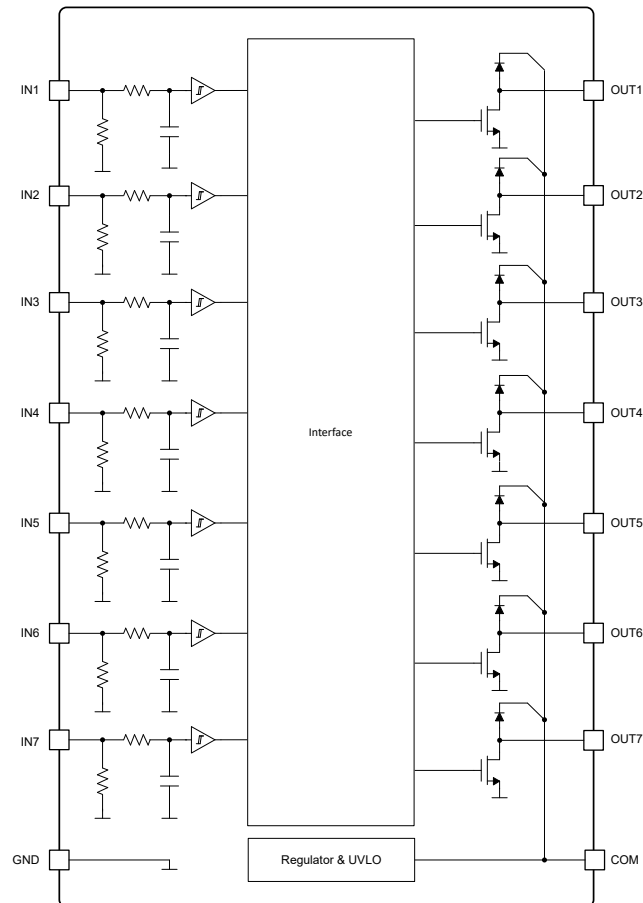 IN1
OUT1
IN2
OUT2
IN3
OUT3
IN4
OUT4
Interface
IN5
OUT5
IN6
OUT6
IN7
OUT7
GND
Regulator & UVLO
COM